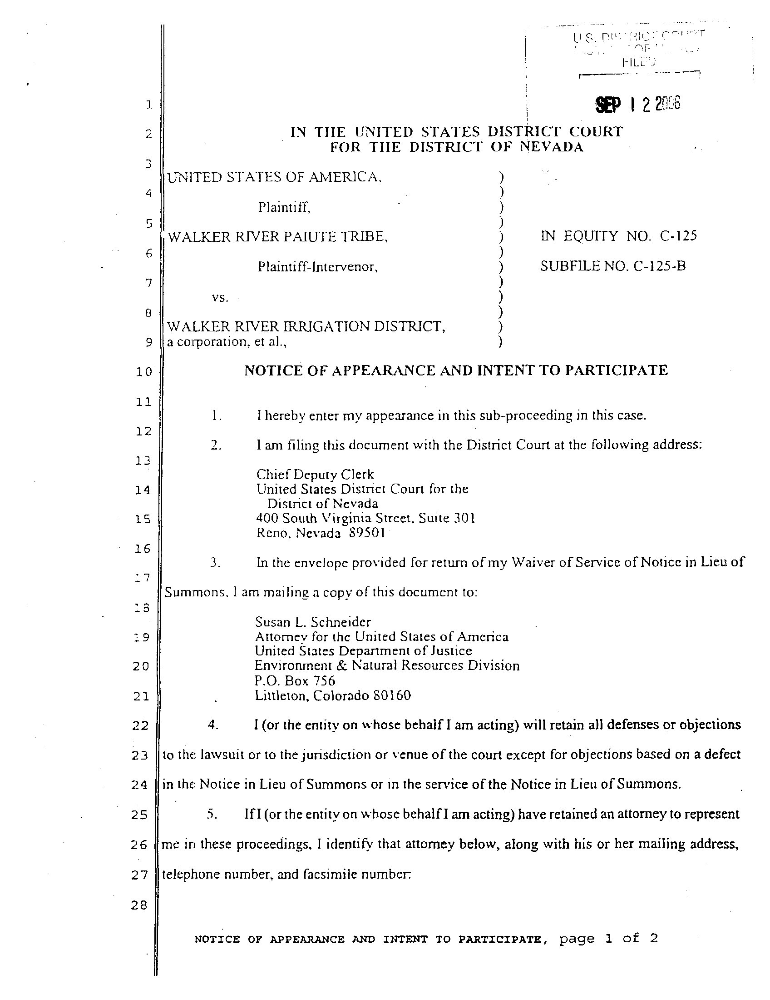 U.S. DISTRICT COURT
FILED
SEP 12 2006
1
2 IN THE UNITED STATES DISTRICT COURT
FOR THE DISTRICT OF NEVADA
3
UNITED STATES OF AMERICA, )
4 )
Plaintiff, )
5 )
WALKER RIVER PAIUTE TRIBE, ) IN EQUITY NO. C-125
6 )
Plaintiff-Intervenor, ) SUBFILE NO. C-125-B
7 )
vs. )
8 )
WALKER RIVER IRRIGATION DISTRICT, )
9 a corporation, et al., )
10 NOTICE OF APPEARANCE AND INTENT TO PARTICIPATE
11
1. I hereby enter my appearance in this sub-proceeding in this case.
12
2. I am filing this document with the District Court at the following address:
13
Chief Deputy Clerk
14 United States District Court for the
District of Nevada
15 400 South Virginia Street, Suite 301
Reno, Nevada 89501
16
3. In the envelope provided for return of my Waiver of Service of Notice in Lieu of
17
Summons, I am mailing a copy of this document to:
18
Susan L. Schneider
19 Attorney for the United States of America
United States Department of Justice
20 Environment & Natural Resources Division
P.O. Box 756
21 Littleton, Colorado 80160
22 4. I (or the entity on whose behalf I am acting) will retain all defenses or objections
23 to the lawsuit or to the jurisdiction or venue of the court except for objections based on a defect
24 in the Notice in Lieu of Summons or in the service of the Notice in Lieu of Summons.
25 5. If I (or the entity on whose behalf I am acting) have retained an attorney to represent
26 me in these proceedings, I identify that attorney below, along with his or her mailing address,
27 telephone number, and facsimile number:
28
NOTICE OF APPEARANCE AND INTENT TO PARTICIPATE, page 1 of 2